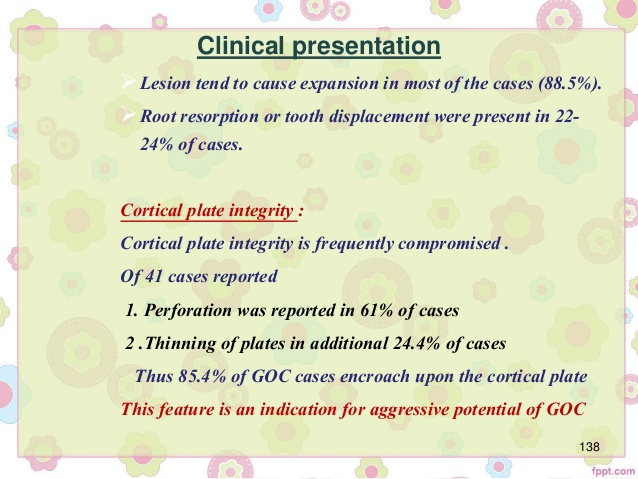 Clinical presentation
Lesion tend to cause expansion in most of the cases (88.5%).
Root resorption or tooth displacement were present in 22-
24% of cases.
Cortical plate integrity :
Cortical plate integrity is frequently compromised .
Of 41 cases reported
1. Perforation was reported in 61% of cases
2 .Thinning of plates in additional 24.4% of cases
Thus 85.4% of GOC cases encroach upon the cortical plate
This feature is an indication for aggressive potential of GOC
138
fppt.com